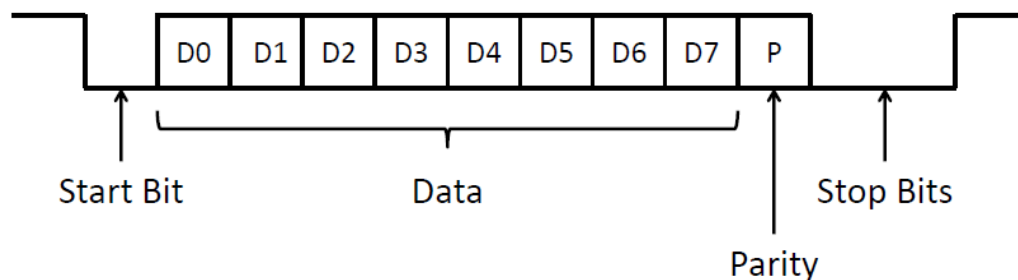 D0 D1 D2 D3 D4 D5 D6 D7 P
Start Bit Data Stop Bits
Parity